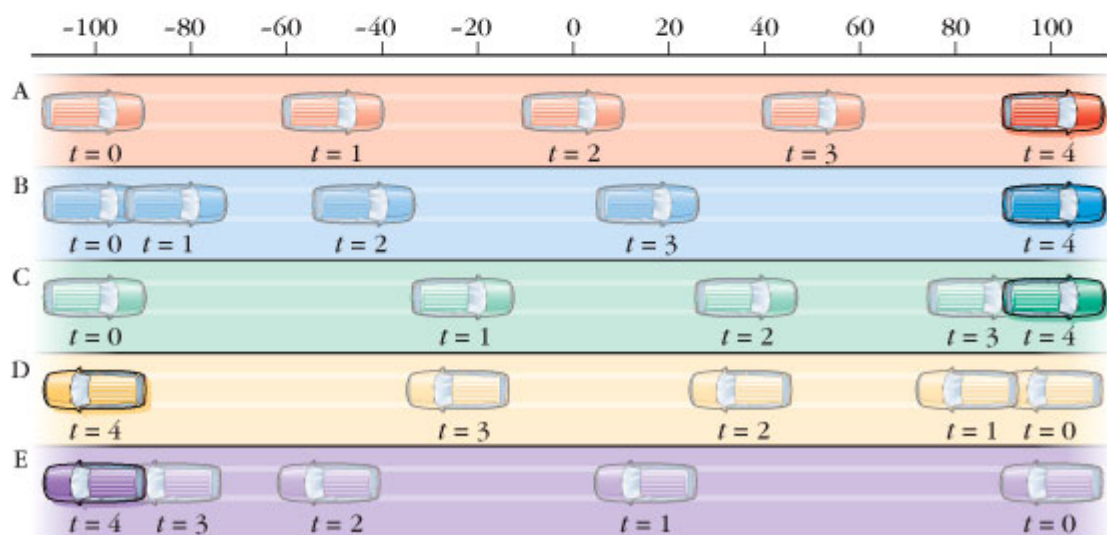 -100 -80 -60 -40 -20 0 20 40 60 80 100
A
t = 0 t = 1 t = 2 t = 3 t = 4
B
t = 0 t = 1 t = 2 t = 3 t = 4
C
t = 0 t = 1 t = 2 t = 3 t = 4
D
t = 4 t = 3 t = 2 t = 1 t = 0
E
t = 4 t = 3 t = 2 t = 1 t = 0